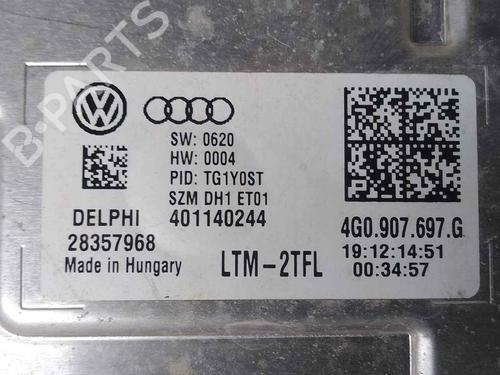 B-PARTS
SW: 0620
HW: 0004
PID: TG1Y0ST
SZM DH1 ET01
DELPHI 401140244
28357968
Made in Hungary
LTM-2TFL
4G0.907.697.G
19:12:14:51
00:34:57